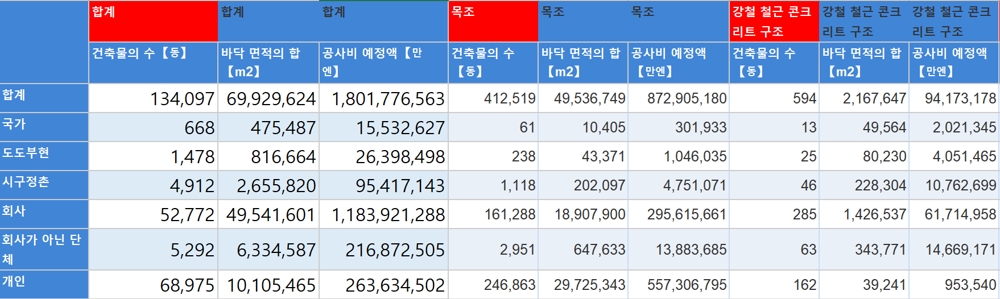 합계 합계 합계 목조 목조 목조 강철 철근 콘크 강철 철근 콘크 강철 철근 콘크
리트 구조 리트 구조 리트 구조
건축물의 수【동】 바닥 면적의 합 공사비 예정액【만 건축물의 수 바닥 면적의 합 공사비 예정액 건축물의 수 바닥 면적의 합 공사비 예정액
【m2】 엔】 【동】 【m2】 【만엔】 【동】 【m2】 【만엔】
합계 134,097 69,929,624 1,801,776,563 412,519 49,536,749 872,905,180 594 2,167,647 94,173,178
국가 668 475,487 15,532,627 61 10,405 301,933 13 49,564 2,021,345
도도부현 1,478 816,664 26,398,498 238 43,371 1,046,035 25 80,230 4,051,465
시구정촌 4,912 2,655,820 95,417,143 1,118 202,097 4,751,071 46 228,304 10,762,699
회사 52,772 49,541,601 1,183,921,288 161,288 18,907,900 295,615,661 285 1,426,537 61,714,958
회사가 아닌 단
체 5,292 6,334,587 216,872,505 2,951 647,633 13,883,685 63 343,771 14,669,171
개인 68,975 10,105,465 263,634,502 246,863 29,725,343 557,306,795 162 39,241 953,540